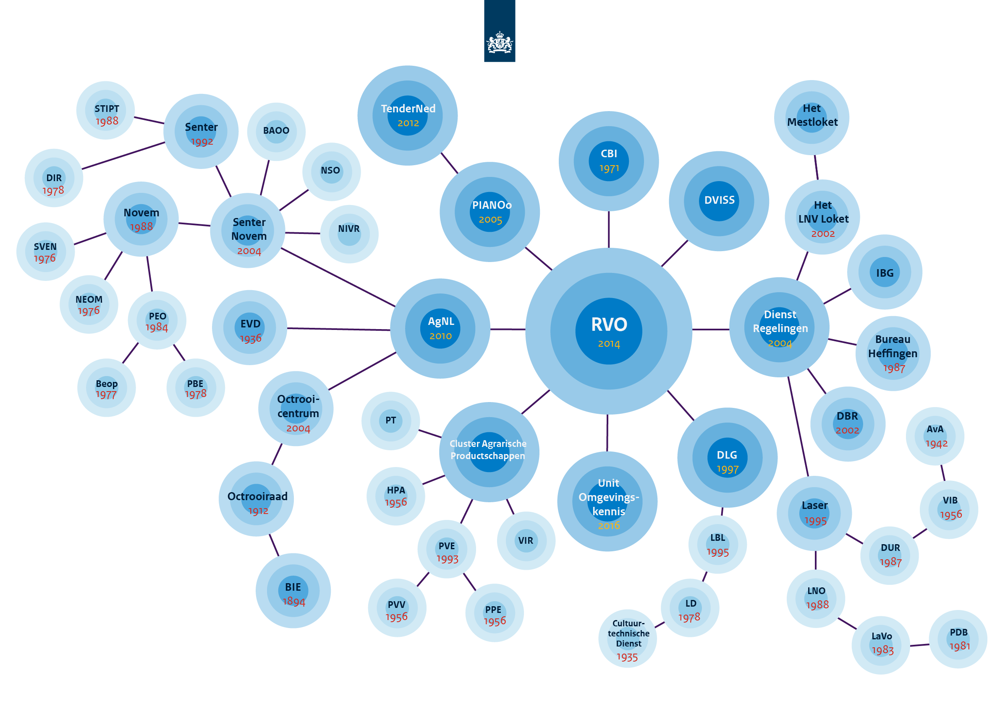 STIPT
1988
Senter
1992
BAOO
TenderNed
2012
NSO
DIR
1978
CBI
1971
DVISS
Het
Mestloket
PIANOo
2005
Novem
1988
Senter
Novem
2004
NIVR
Het
LNV Loket
2002
SVEN
1976
NEOM
1976
PEO
1984
IBG
EVD
1936
AgNL
2010
RVO
2014
Dienst
Regelingen
2004
Bureau
Heffingen
1987
Beop
1977
PBE
1978
Octrooi-
centrum
2004
PT
Cluster Agrarische
Productschappen
DLG
1997
DBR
2002
AvA
1942
HPA
1956
Unit
Omgevings-
kennis
2016
Octrooiraad
1912
Laser
1995
VIB
1956
PVE
1993
VIR
LBL
1995
DUR
1987
BIE
1894
PVV
1956
PPE
1956
LD
1978
LNO
1988
Cultuur-
technische
Dienst
1935
LaVo
1983
PDB
1981